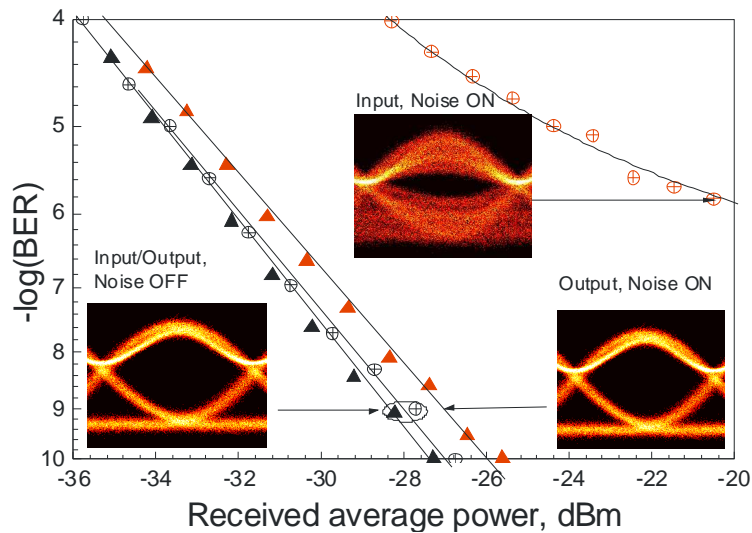 4
5
6
7
8
9
10
-log(BER)
Input, Noise ON
Input/Output,
Noise OFF
Output, Noise ON
-36 -34 -32 -30 -28 -26 -24 -22 -20
Received average power, dBm